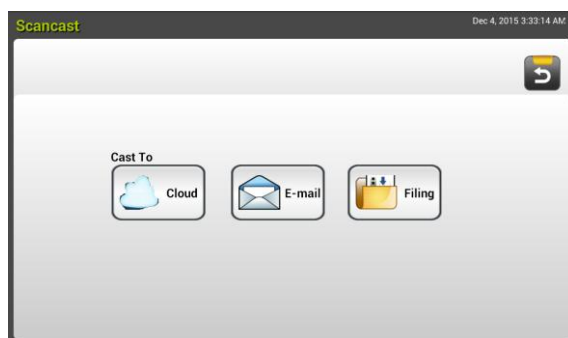 Scancast
Dec 4, 2015 3:33:14 AM
Cast To
Cloud
E-mail
Filing